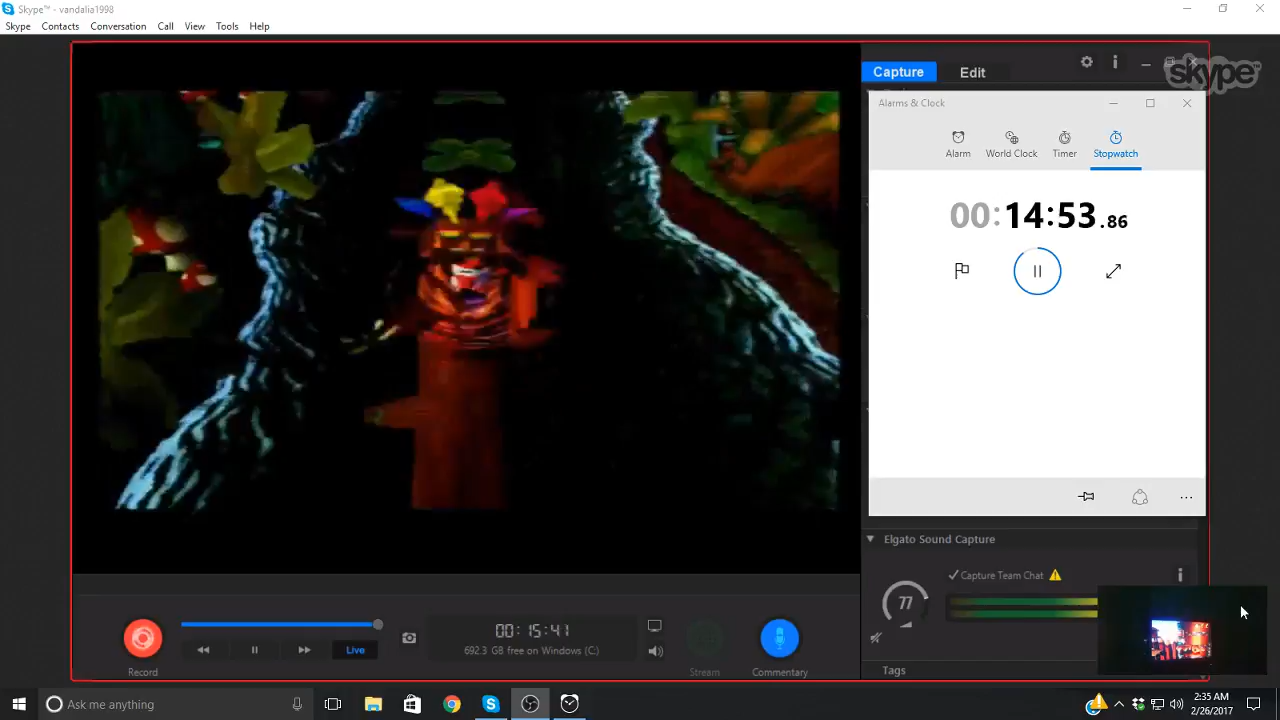 Skype™ - vandalia1998
Skype Contacts Conversation Call View Tools Help
Capture Edit
skype™
Alarms & Clock
Alarm World Clock Timer Stopwatch
00:14:53.86
Elgato Sound Capture
Capture Team Chat
77
00:15:41
692.3 GB free on Windows (C:)
Live
Record Stream Commentary
Tags
Ask me anything
2:35 AM
2/26/2017